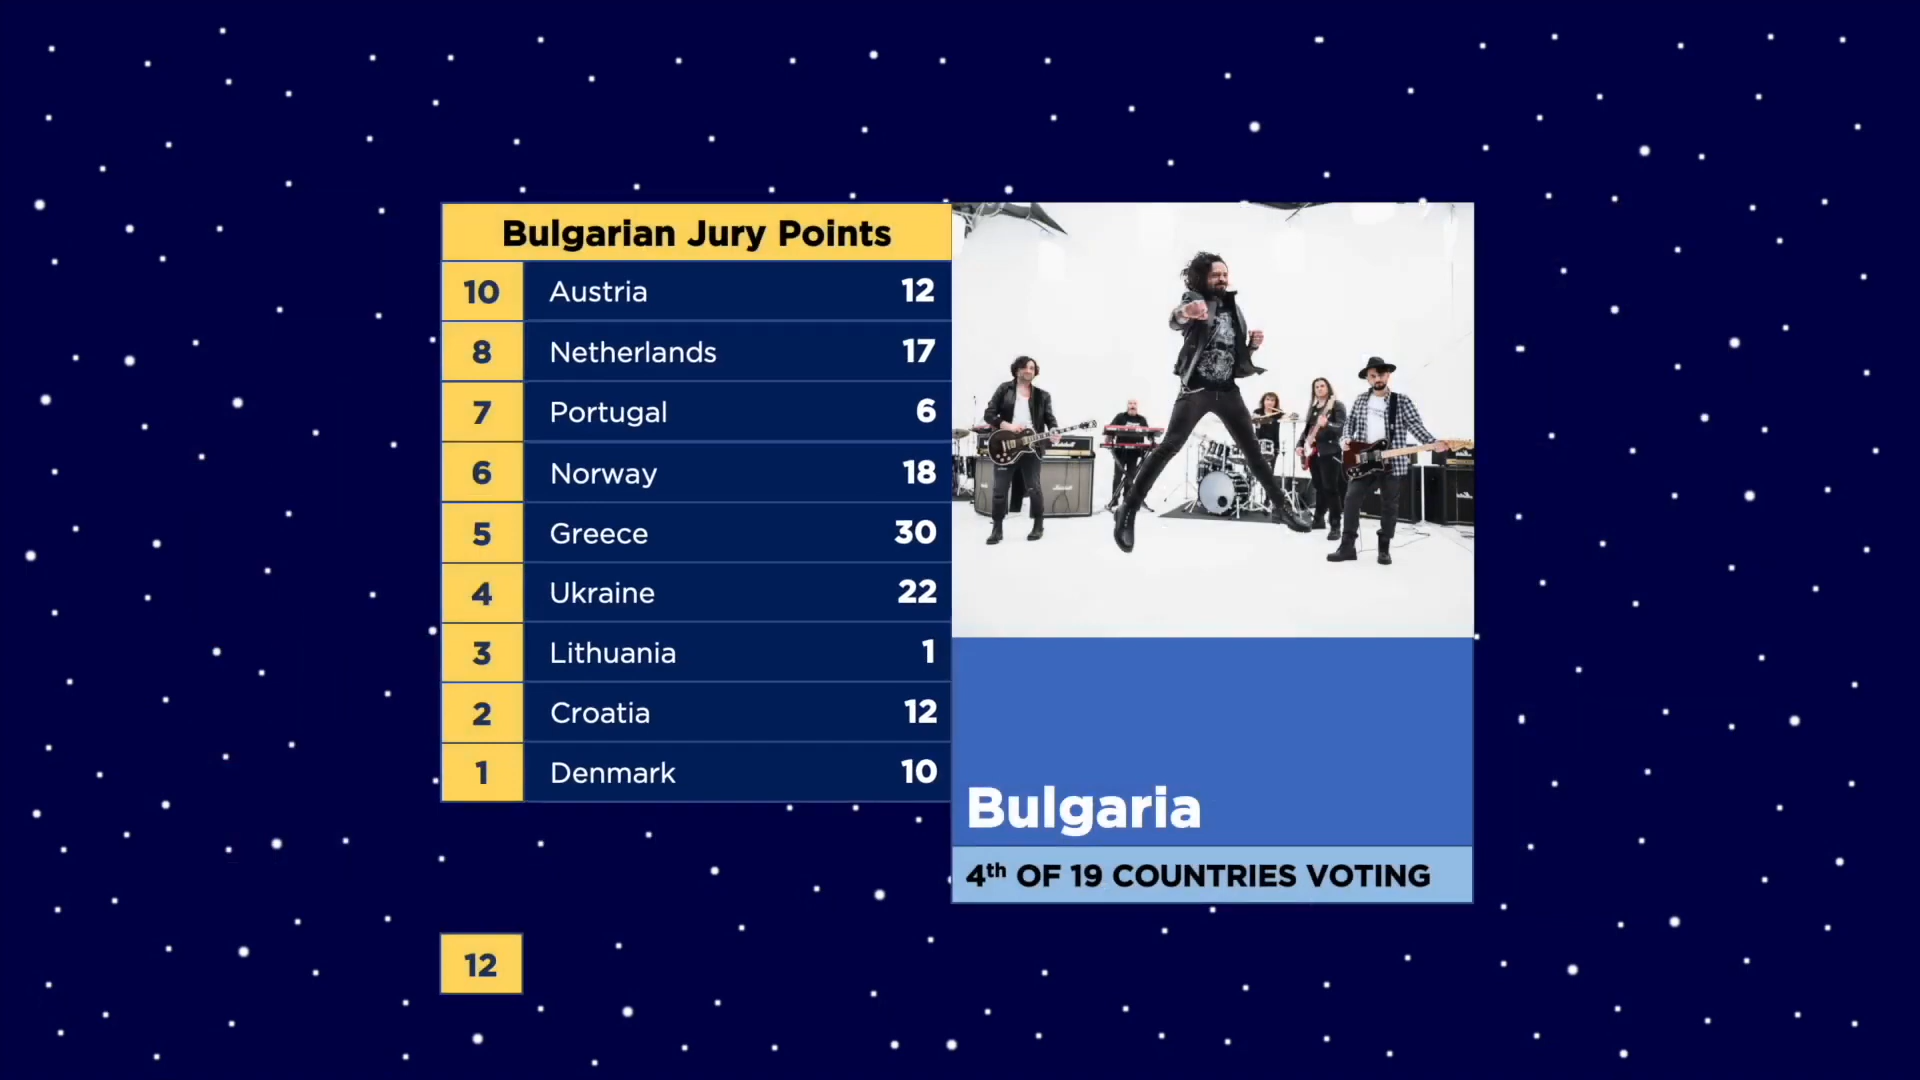 Bulgarian Jury Points
10 Austria 12
8 Netherlands 17
7 Portugal 6
6 Norway 18
5 Greece 30
4 Ukraine 22
3 Lithuania 1
2 Croatia 12
1 Denmark 10
Bulgaria
4th OF 19 COUNTRIES VOTING
12